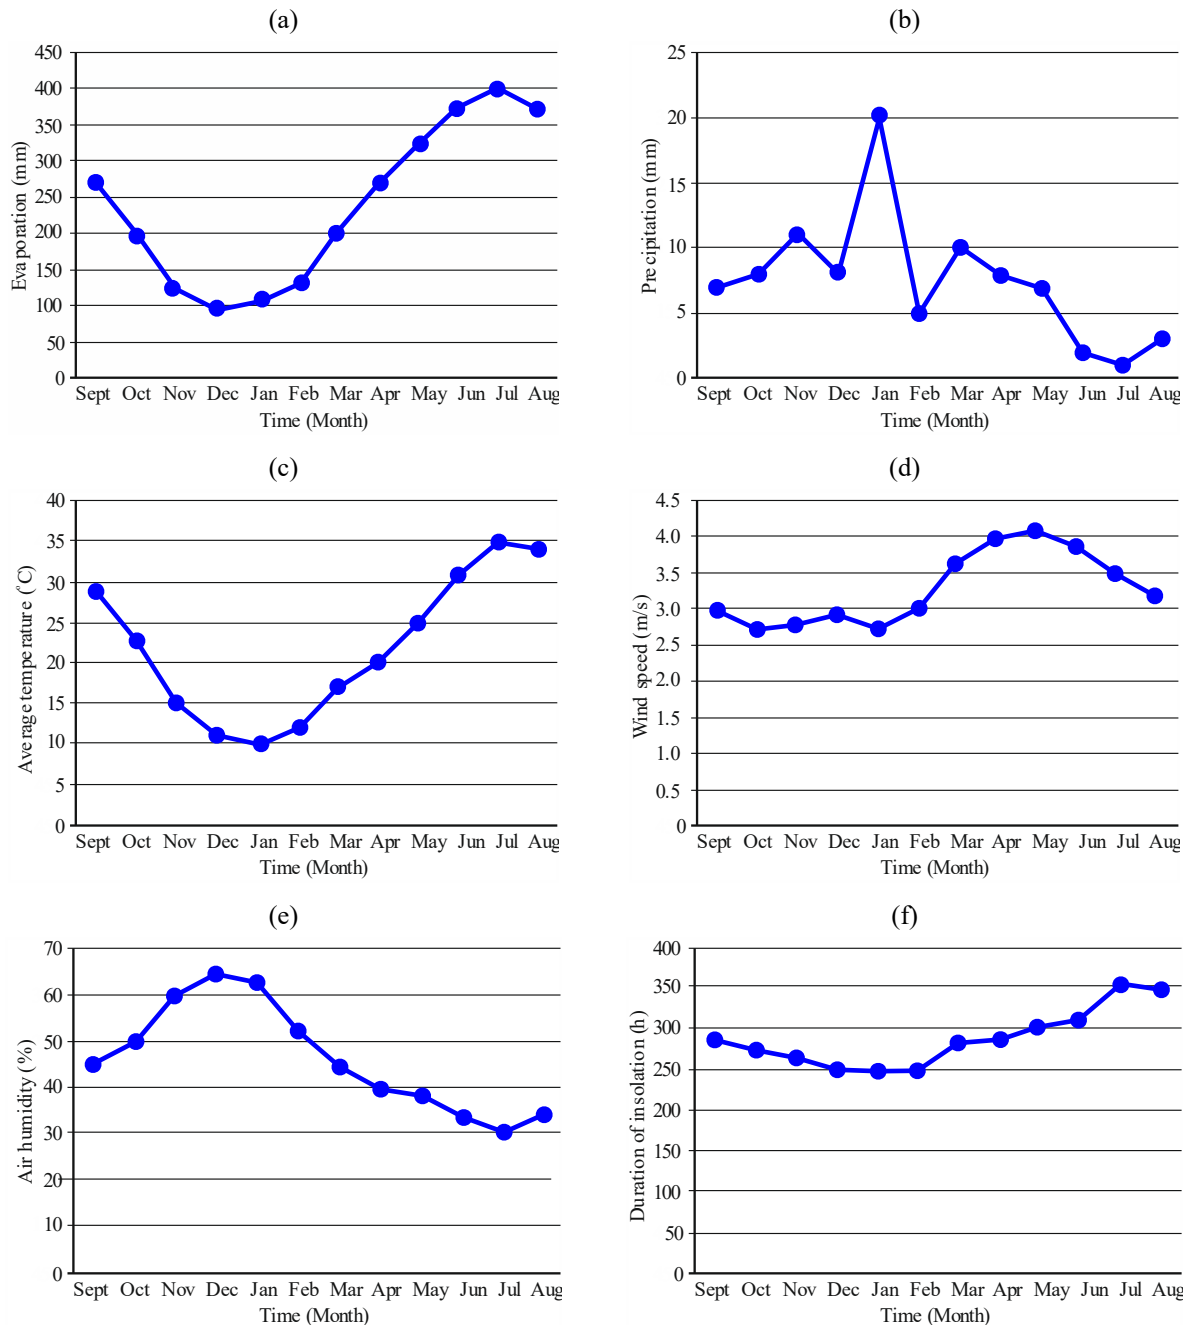 (a)
450
400
350
300
250
200
150
100
50
0
Evaporation (mm)
Sept Oct Nov Dec Jan Feb Mar Apr May Jun Jul Aug
Time (Month)
(b)
25
20
15
10
5
0
Precipitation (mm)
Sept Oct Nov Dec Jan Feb Mar Apr May Jun Jul Aug
Time (Month)
(c)
40
35
30
25
20
15
10
5
0
Average temperature (°C)
Sept Oct Nov Dec Jan Feb Mar Apr May Jun Jul Aug
Time (Month)
(d)
4.5
4.0
3.5
3.0
2.5
2.0
1.5
1.0
0.5
0
Wind speed (m/s)
Sept Oct Nov Dec Jan Feb Mar Apr May Jun Jul Aug
Time (Month)
(e)
70
60
50
40
30
20
10
0
Air humidity (%)
Sept Oct Nov Dec Jan Feb Mar Apr May Jun Jul Aug
Time (Month)
(f)
400
350
300
250
200
150
100
50
0
Duration of insolation (h)
Sept Oct Nov Dec Jan Feb Mar Apr May Jun Jul Aug
Time (Month)